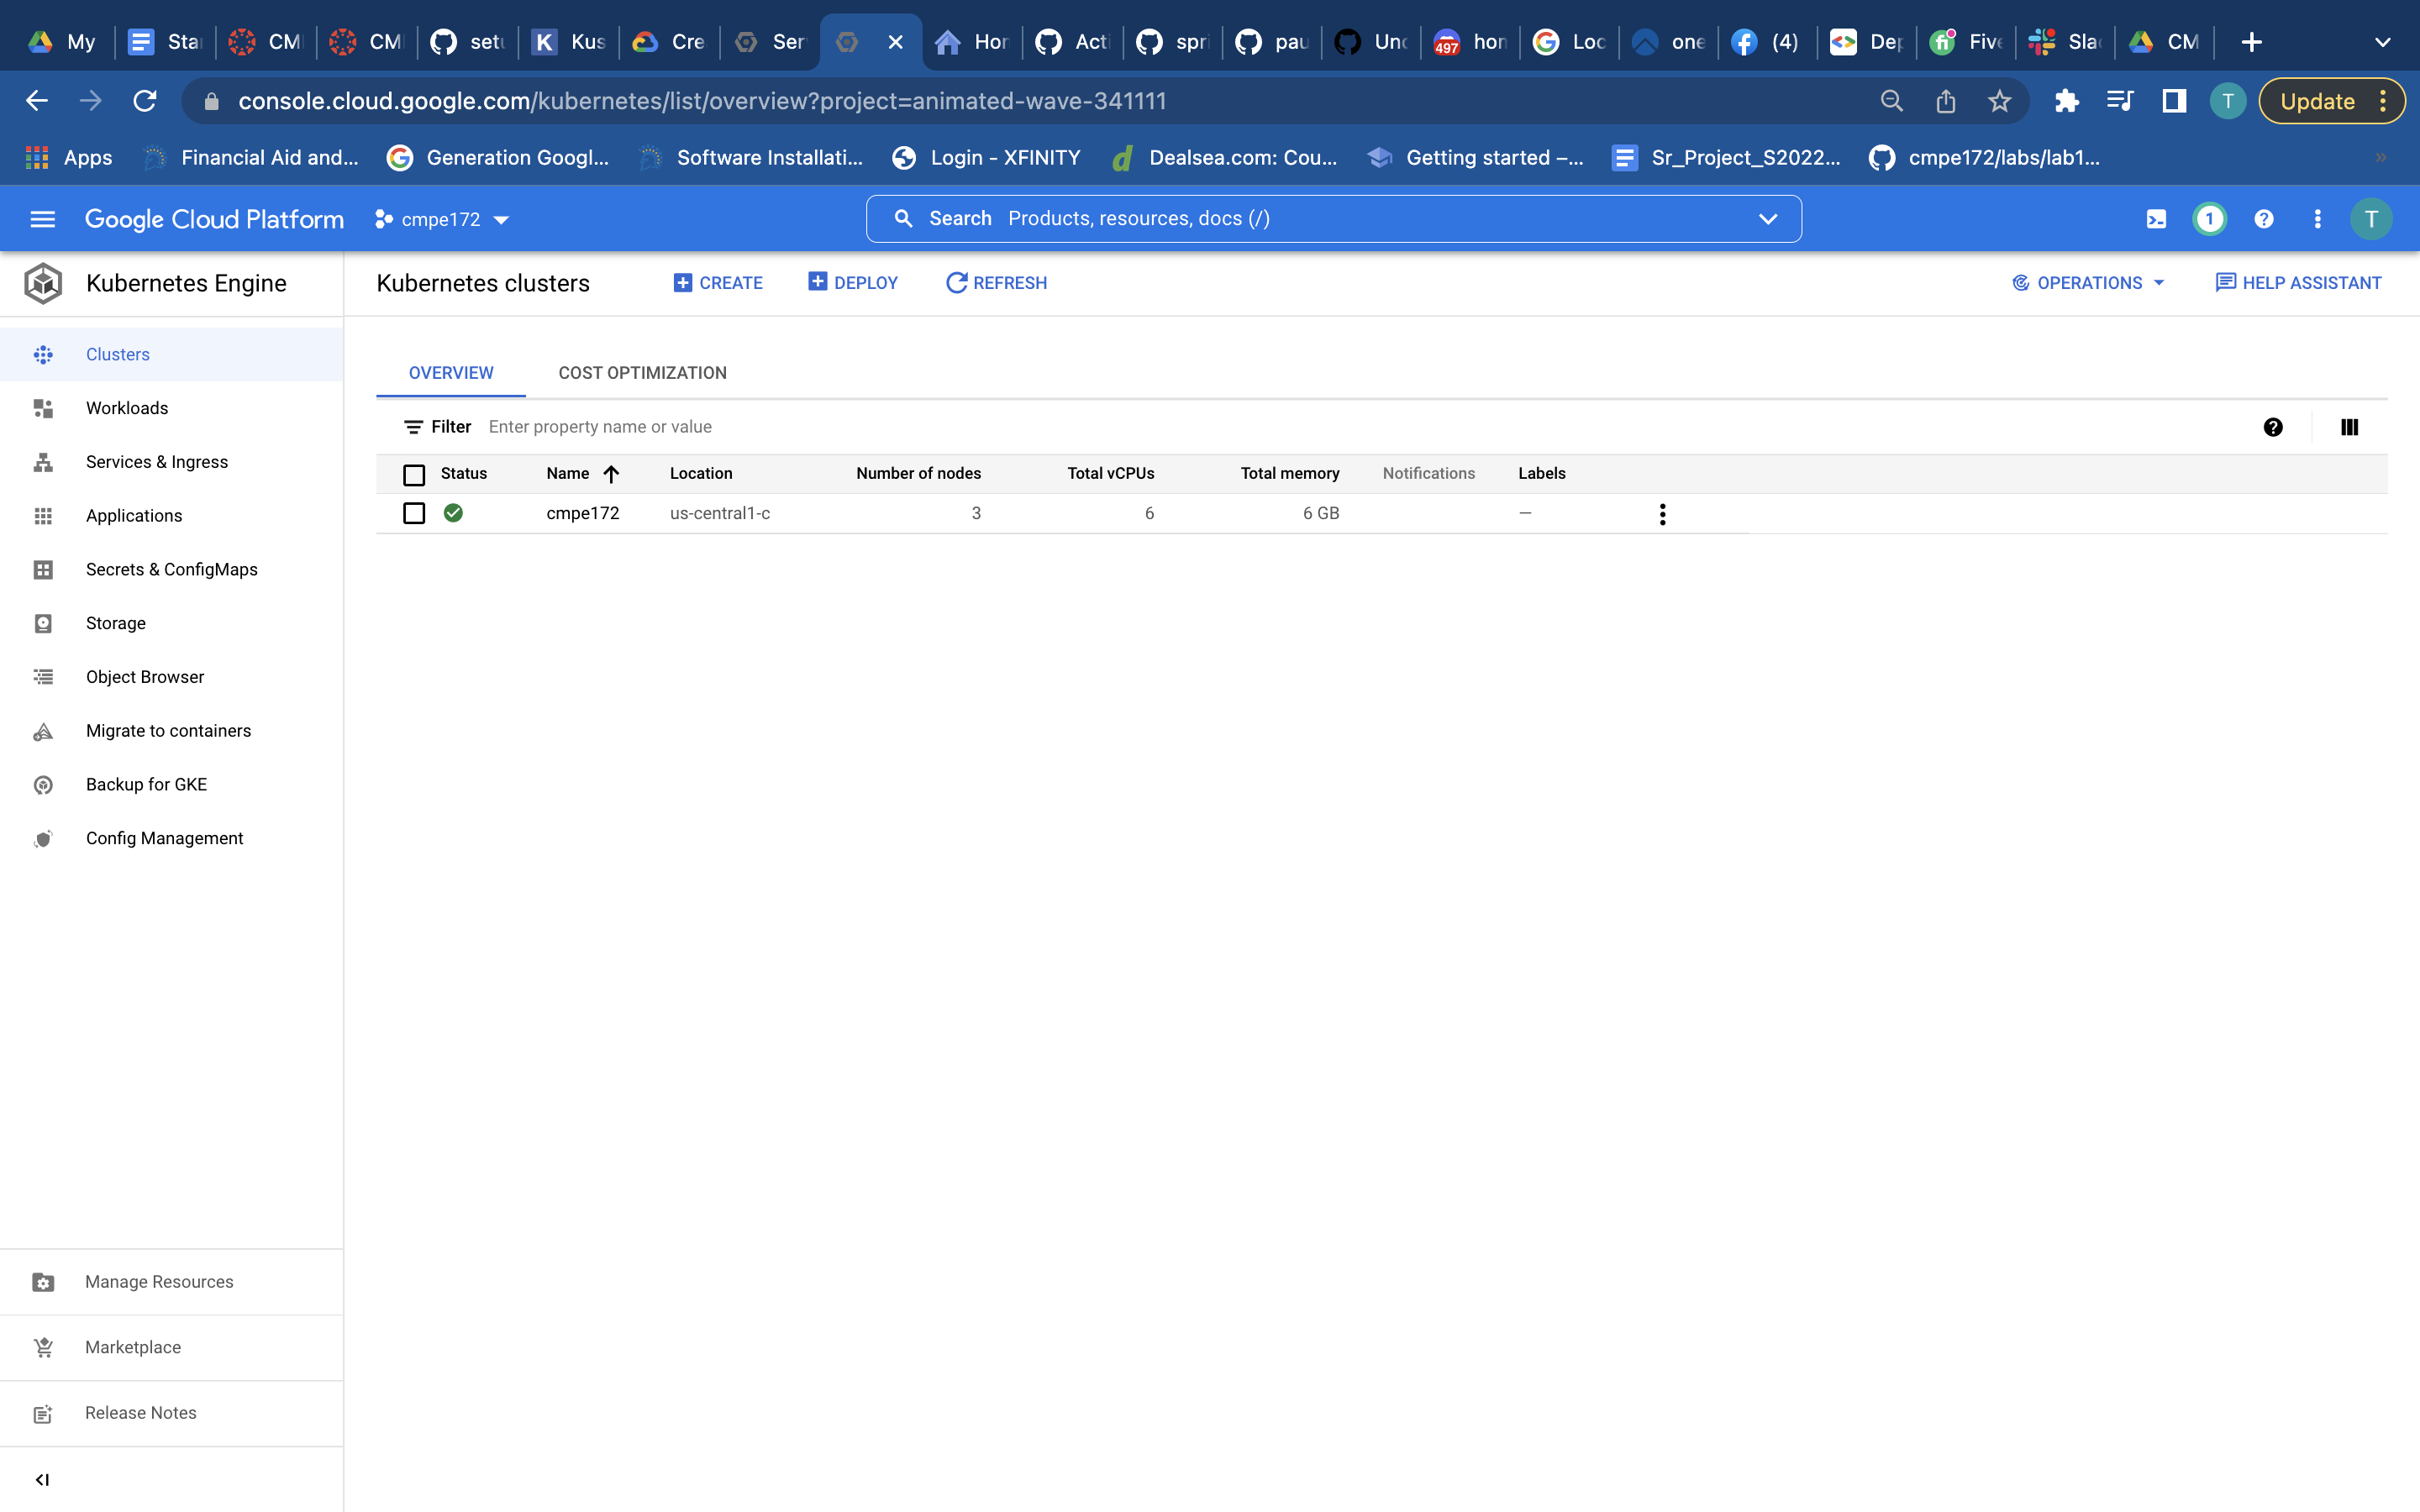 My Sta CM CM setu Kus Cre Ser Hor Acti spri pau Unc 497 hor Loc one (4) Dep Five Slac CM
console.cloud.google.com/kubernetes/list/overview?project=animated-wave-341111 T Update
Apps Financial Aid and... Generation Googl... Software Installati... Login - XFINITY Dealsea.com: Cou... Getting started –... Sr_Project_S2022... cmpe172/labs/lab1... »
Google Cloud Platform cmpe172 Search Products, resources, docs (/) 1 T
Kubernetes Engine Kubernetes clusters CREATE DEPLOY REFRESH OPERATIONS HELP ASSISTANT
Clusters
Workloads
Services & Ingress
Applications
Secrets & ConfigMaps
Storage
Object Browser
Migrate to containers
Backup for GKE
Config Management
Manage Resources
Marketplace
Release Notes
OVERVIEW COST OPTIMIZATION
Filter Enter property name or value
Status Name Location Number of nodes Total vCPUs Total memory Notifications Labels
cmpe172 us-central1-c 3 6 6 GB —